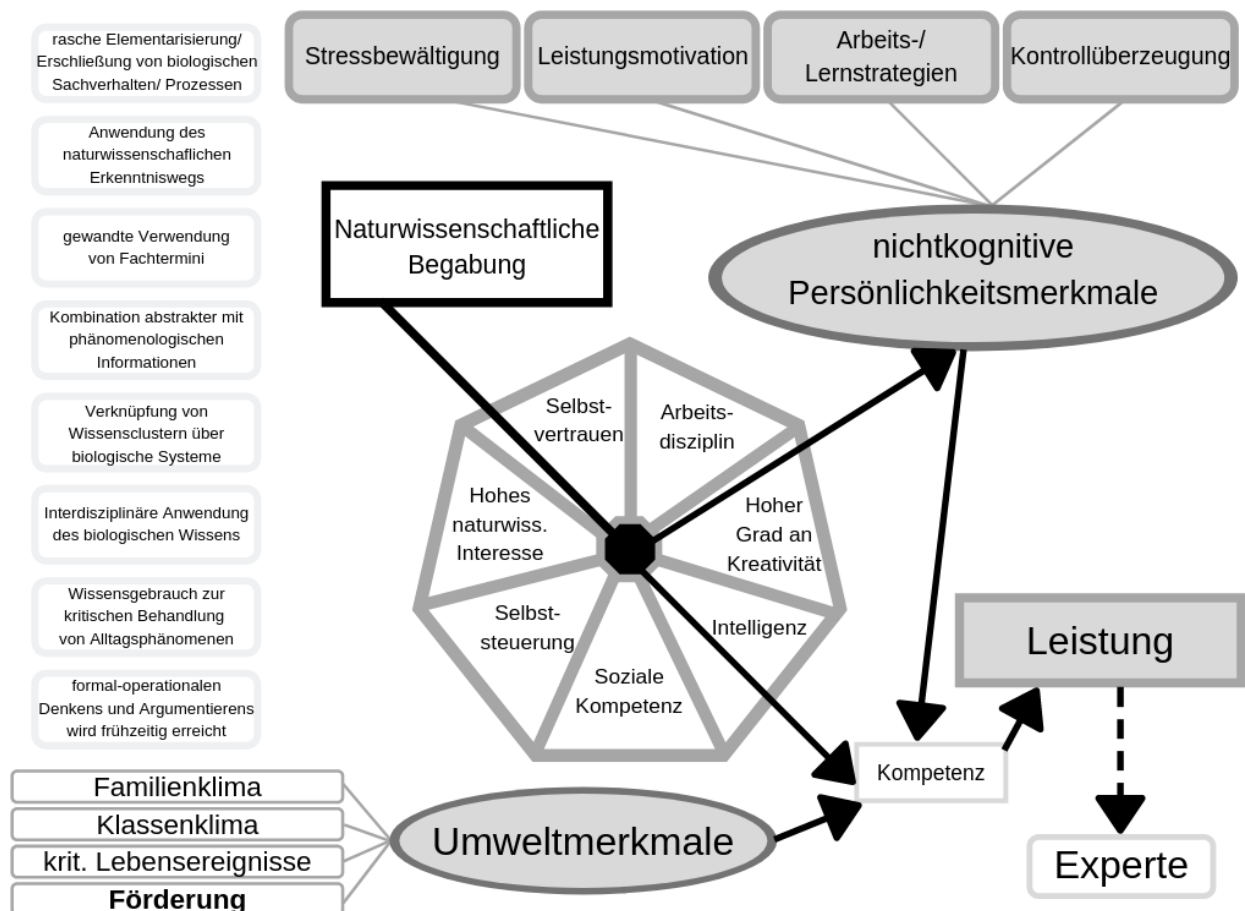 rasche Elementarisierung/
Erschließung von biologischen
Sachverhalten/ Prozessen
Anwendung des
naturwissenschaflichen
Erkenntniswegs
gewandte Verwendung
von Fachtermini
Kombination abstrakter mit
phänomenologischen
Informationen
Verknüpfung von
Wissensclustern über
biologische Systeme
Interdisziplinäre Anwendung
des biologischen Wissens
Wissensgebrauch zur
kritischen Behandlung
von Alltagsphänomenen
formal-operationalen
Denkens und Argumentierens
wird frühzeitig erreicht
Stressbewältigung
Leistungsmotivation
Arbeits-/
Lernstrategien
Kontrollüberzeugung
Naturwissenschaftliche
Begabung
nichtkognitive
Persönlichkeitsmerkmale
Selbst-
vertrauen
Arbeits-
disziplin
Hohes
naturwiss.
Interesse
Hoher
Grad an
Kreativität
Selbst-
steuerung
Soziale
Kompetenz
Intelligenz
Leistung
Kompetenz
Experte
Familienklima
Klassenklima
krit. Lebensereignisse
Förderung
Umweltmerkmale